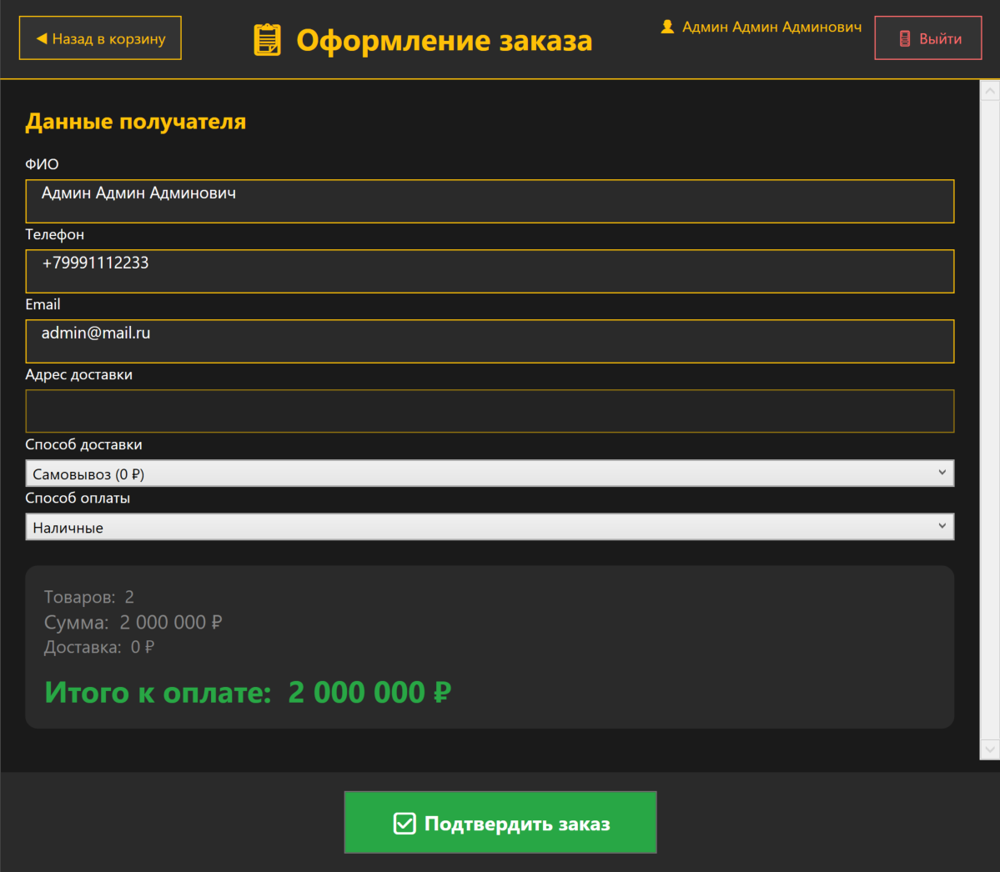 Назад в корзину
Оформление заказа
Админ Админ Админович
Выйти
Данные получателя
ФИО
Админ Админ Админович
Телефон
+79991112233
Email
admin@mail.ru
Адрес доставки
Способ доставки
Самовывоз (0 ₽)
Способ оплаты
Наличные
Товаров: 2
Сумма: 2 000 000 ₽
Доставка: 0 ₽
Итого к оплате: 2 000 000 ₽
Подтвердить заказ